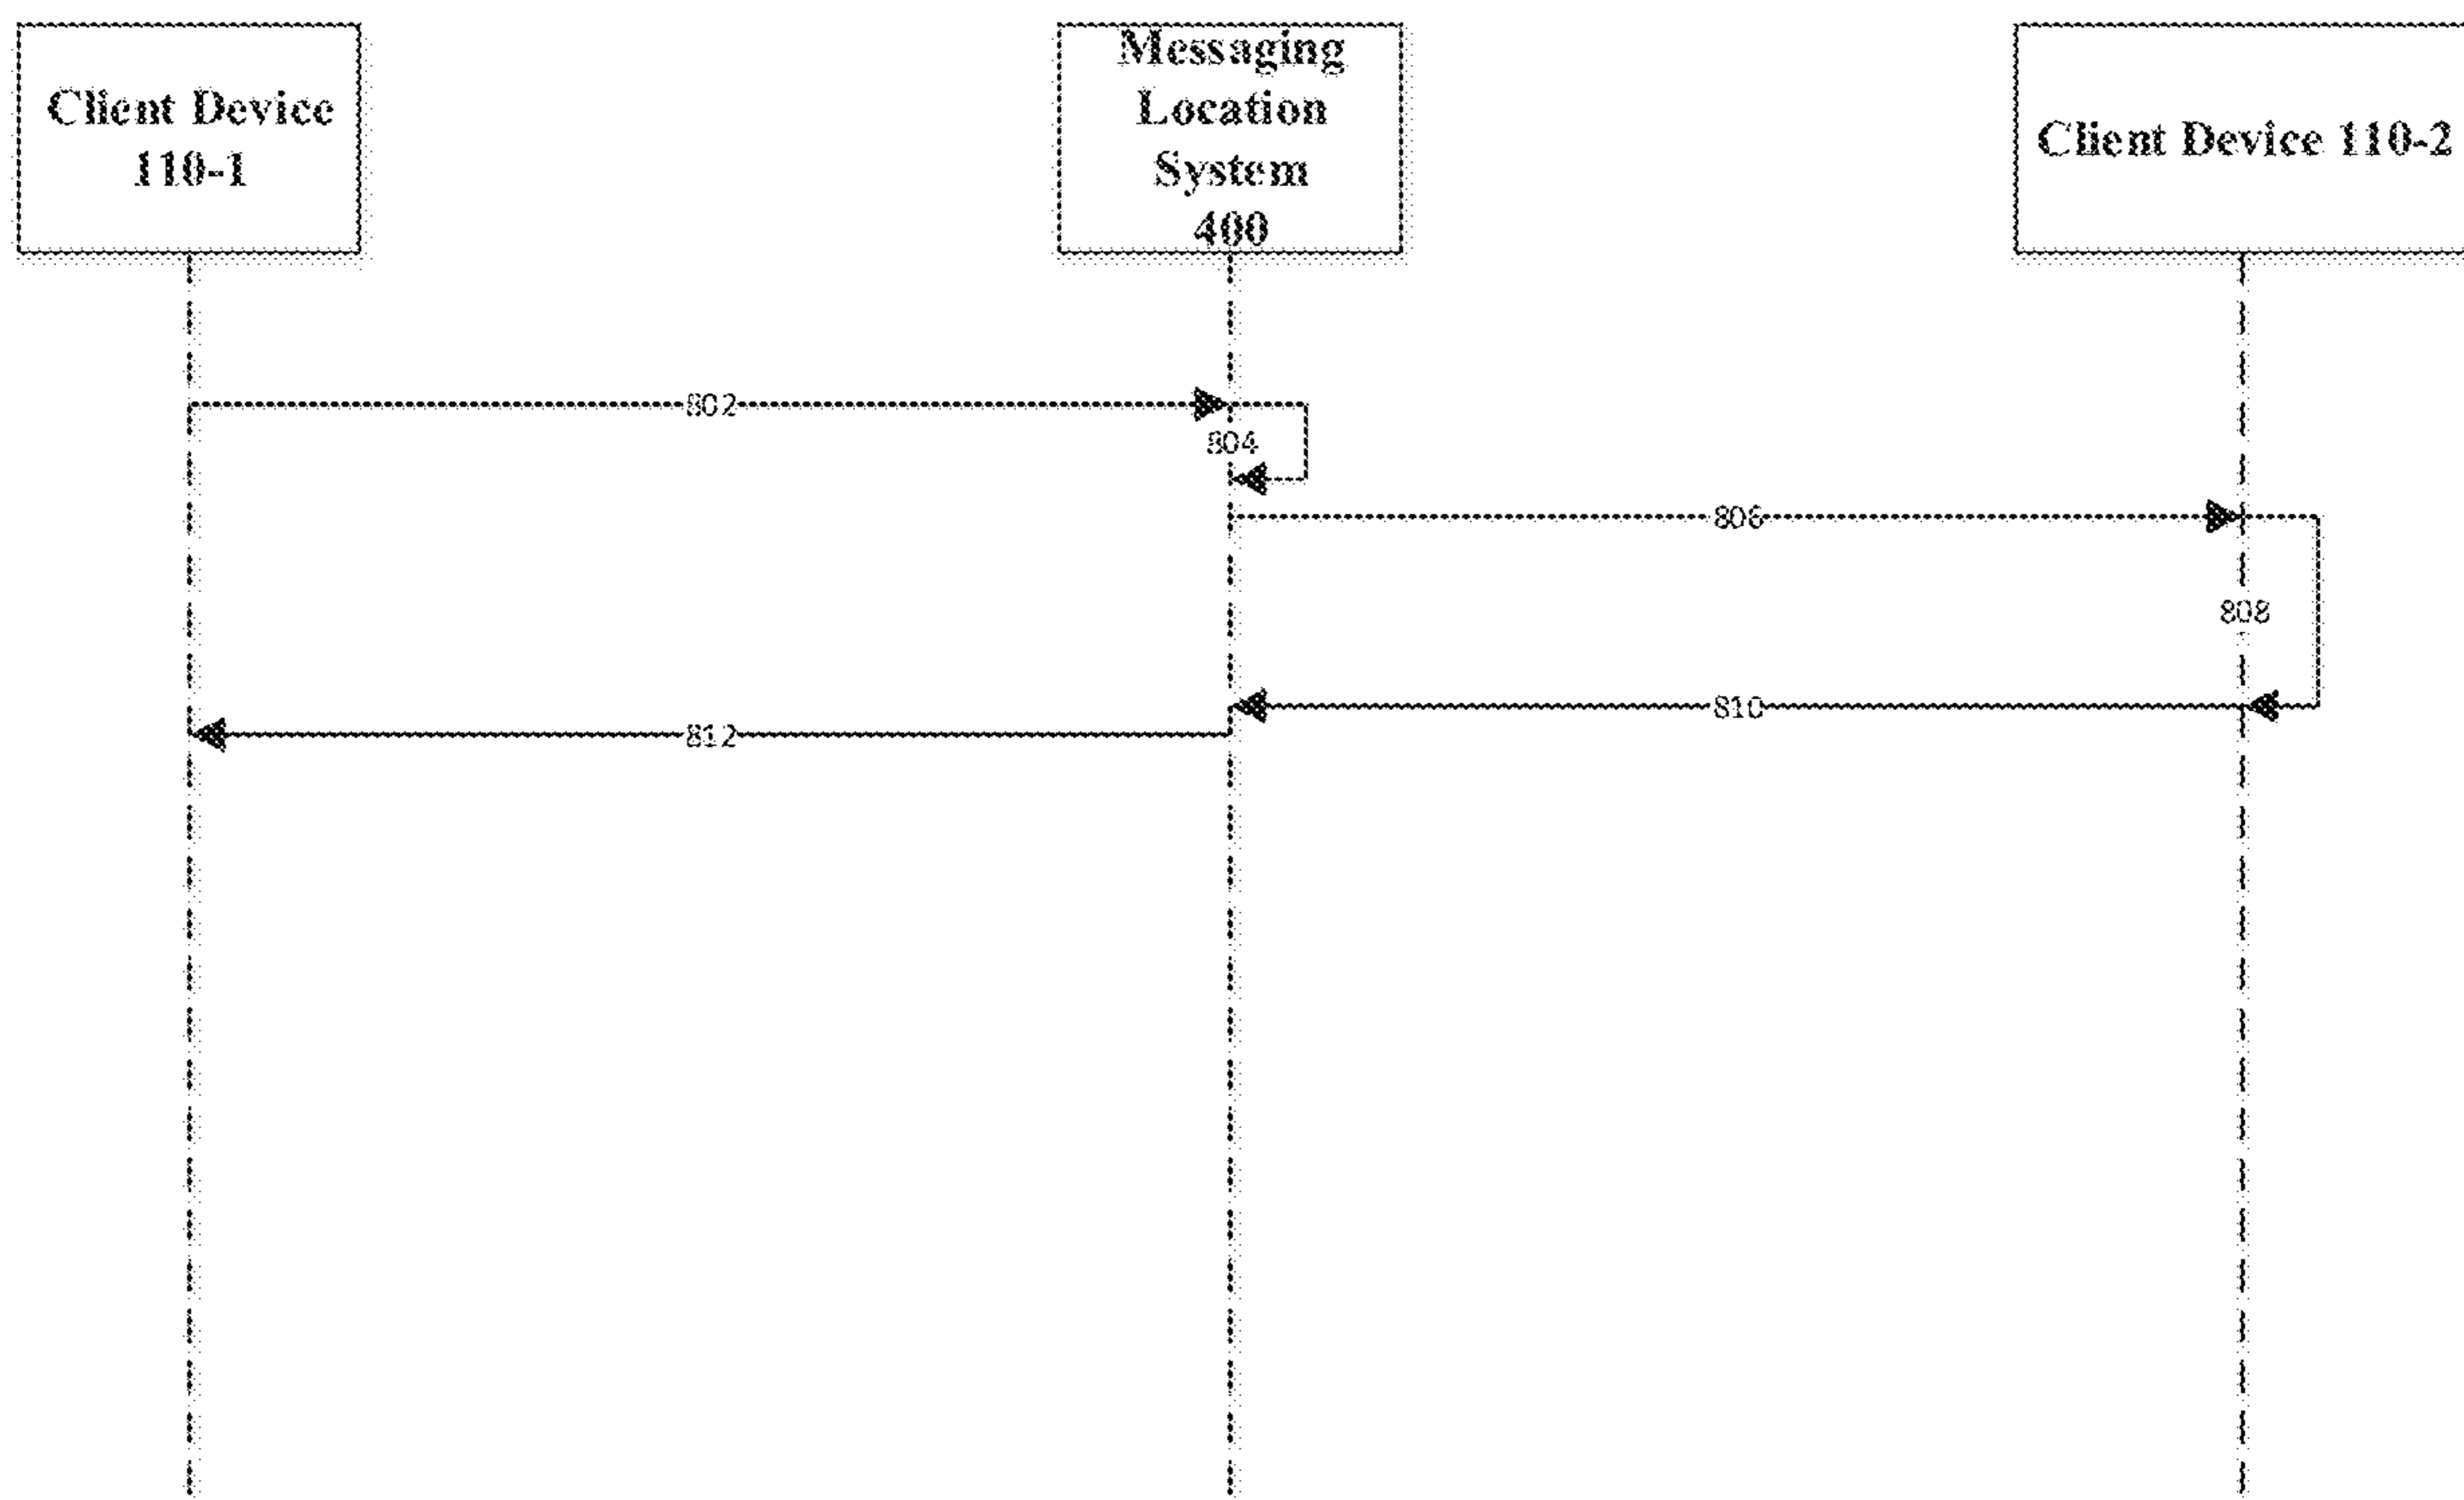 Client Device
110-1
Messaging
Location
System
400
Client Device 110-2
802
804
806
808
810
812